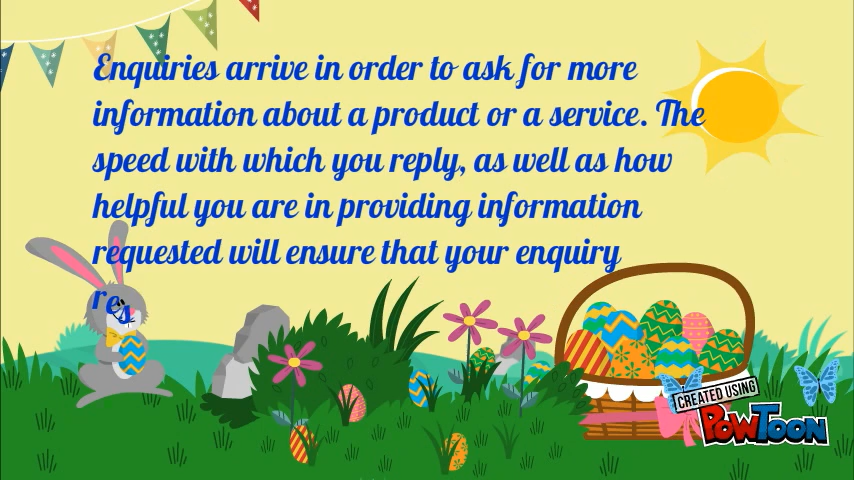 Enquiries arrive in order to ask for more
information about a product or a service. The
speed with which you reply, as well as how
helpful you are in providing information
requested will ensure that your enquiry
res
CREATED USING
POWTOON